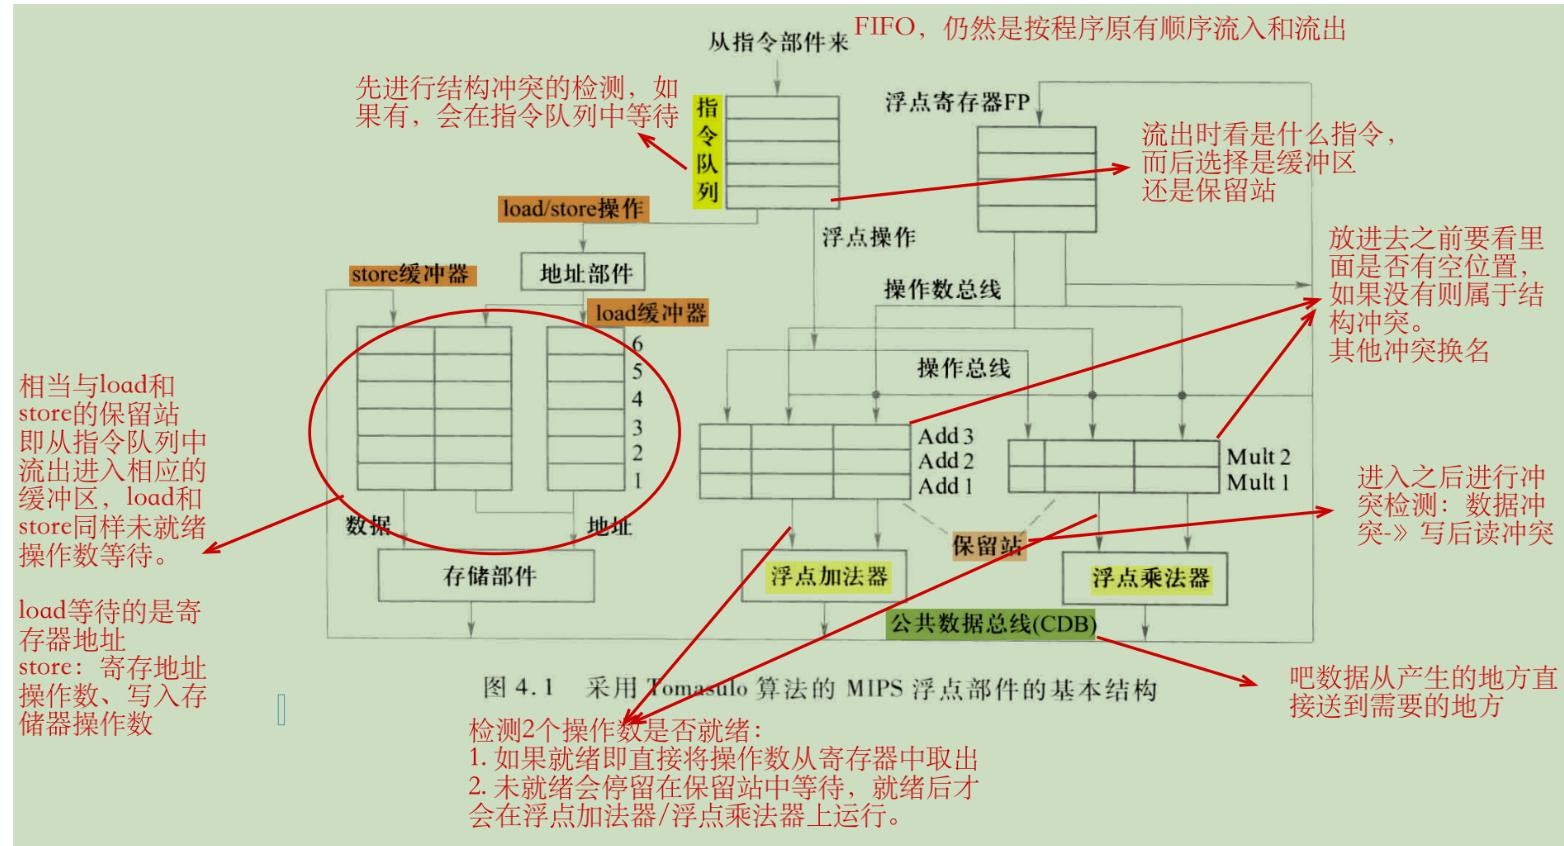 从指令部件来
FIFO，仍然是按程序原有顺序流入和流出
先进行结构冲突的检测，如
果有，会在指令队列中等待
指令队列
浮点寄存器FP
流出时看是什么指令，
而后选择是缓冲区
还是保留站
load/store操作
浮点操作
放进去之前要看里
面是否有空位置，
如果没有则属于结
构冲突。
其他冲突换名
store缓冲器
地址部件
操作数总线
load缓冲器
6
5
4
3
2
1
操作总线
相当与load和
store的保留站
即从指令队列中
流出进入相应的
缓冲区，load和
store同样未就绪
操作数等待。
Add 3
Add 2
Add 1
Mult 2
Mult 1
进入之后进行冲
突检测：数据冲
突-》写后读冲突
数据
地址
保留站
存储部件
浮点加法器
浮点乘法器
load等待的是寄
存器地址
store：寄存地址
操作数、写入存
储器操作数
公共数据总线(CDB)
吧数据从产生的地方直
接送到需要的地方
图 4.1 采用 Tomasulo 算法的 MIPS 浮点部件的基本结构
检测2个操作数是否就绪：
1. 如果就绪即直接将操作数从寄存器中取出
2. 未就绪会停留在保留站中等待，就绪后才
会在浮点加法器/浮点乘法器上运行。